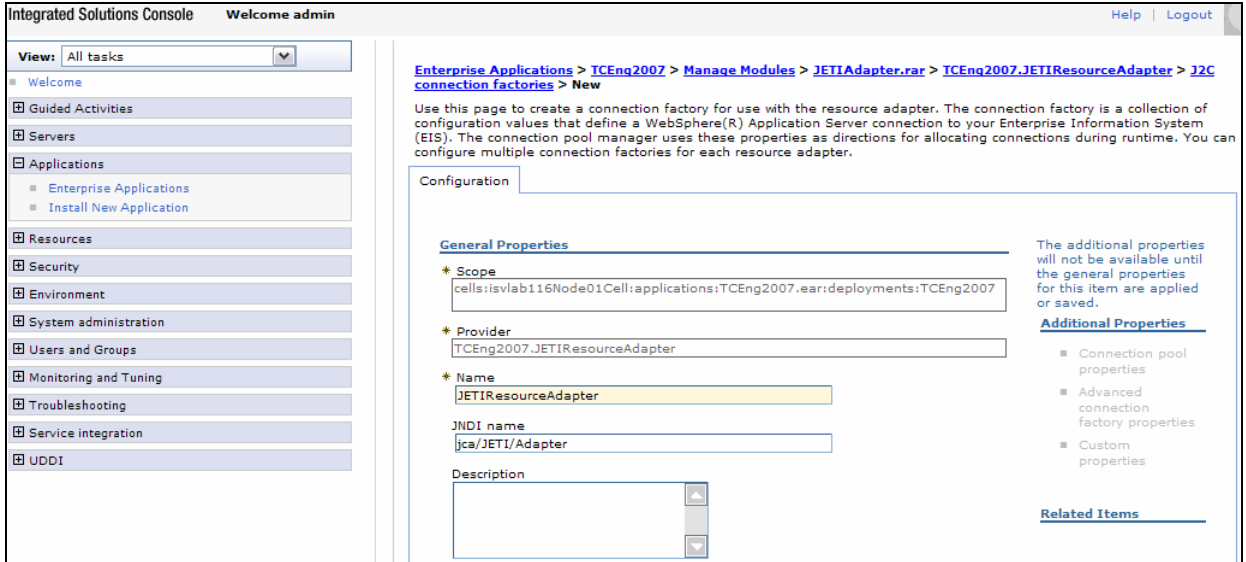 Integrated Solutions Console Welcome admin
Help | Logout
View: All tasks
Welcome
Guided Activities
Servers
Applications
Enterprise Applications
Install New Application
Resources
Security
Environment
System administration
Users and Groups
Monitoring and Tuning
Troubleshooting
Service integration
UDDI
Enterprise Applications > TCEng2007 > Manage Modules > JETIAdapter.rar > TCEng2007.JETIResourceAdapter > J2C
connection factories > New
Use this page to create a connection factory for use with the resource adapter. The connection factory is a collection of
configuration values that define a WebSphere(R) Application Server connection to your Enterprise Information System
(EIS). The connection pool manager uses these properties as directions for allocating connections during runtime. You can
configure multiple connection factories for each resource adapter.
Configuration
General Properties
* Scope
cells:isvlab116Node01Cell:applications:TCEng2007.ear:deployments:TCEng2007
* Provider
TCEng2007.JETIResourceAdapter
* Name
JETIResourceAdapter
JNDI name
jca/JETI/Adapter
Description
The additional properties
will not be available until
the general properties
for this item are applied
or saved.
Additional Properties
Connection pool
properties
Advanced
connection
factory properties
Custom
properties
Related Items